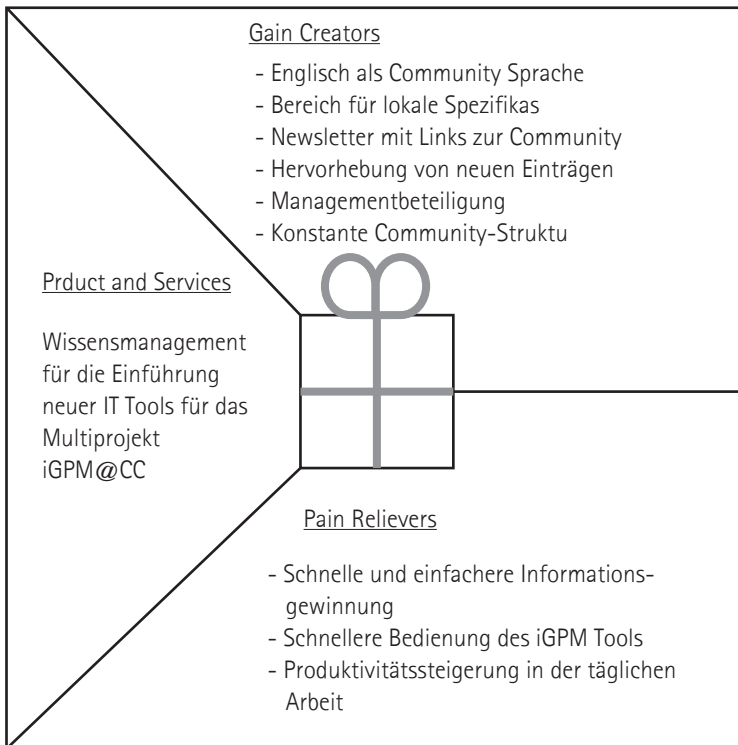 Gain Creators
- Englisch als Community Sprache
- Bereich für lokale Spezifikas
- Newsletter mit Links zur Community
- Hervorhebung von neuen Einträgen
- Managementbeteiligung
- Konstante Community-Struktu
Prduct and Services
Wissensmanagement
für die Einführung
neuer IT Tools für das
Multiprojekt
iGPM@CC
Pain Relievers
- Schnelle und einfachere Informations-
gewinnung
- Schnellere Bedienung des iGPM Tools
- Produktivitätssteigerung in der täglichen
Arbeit